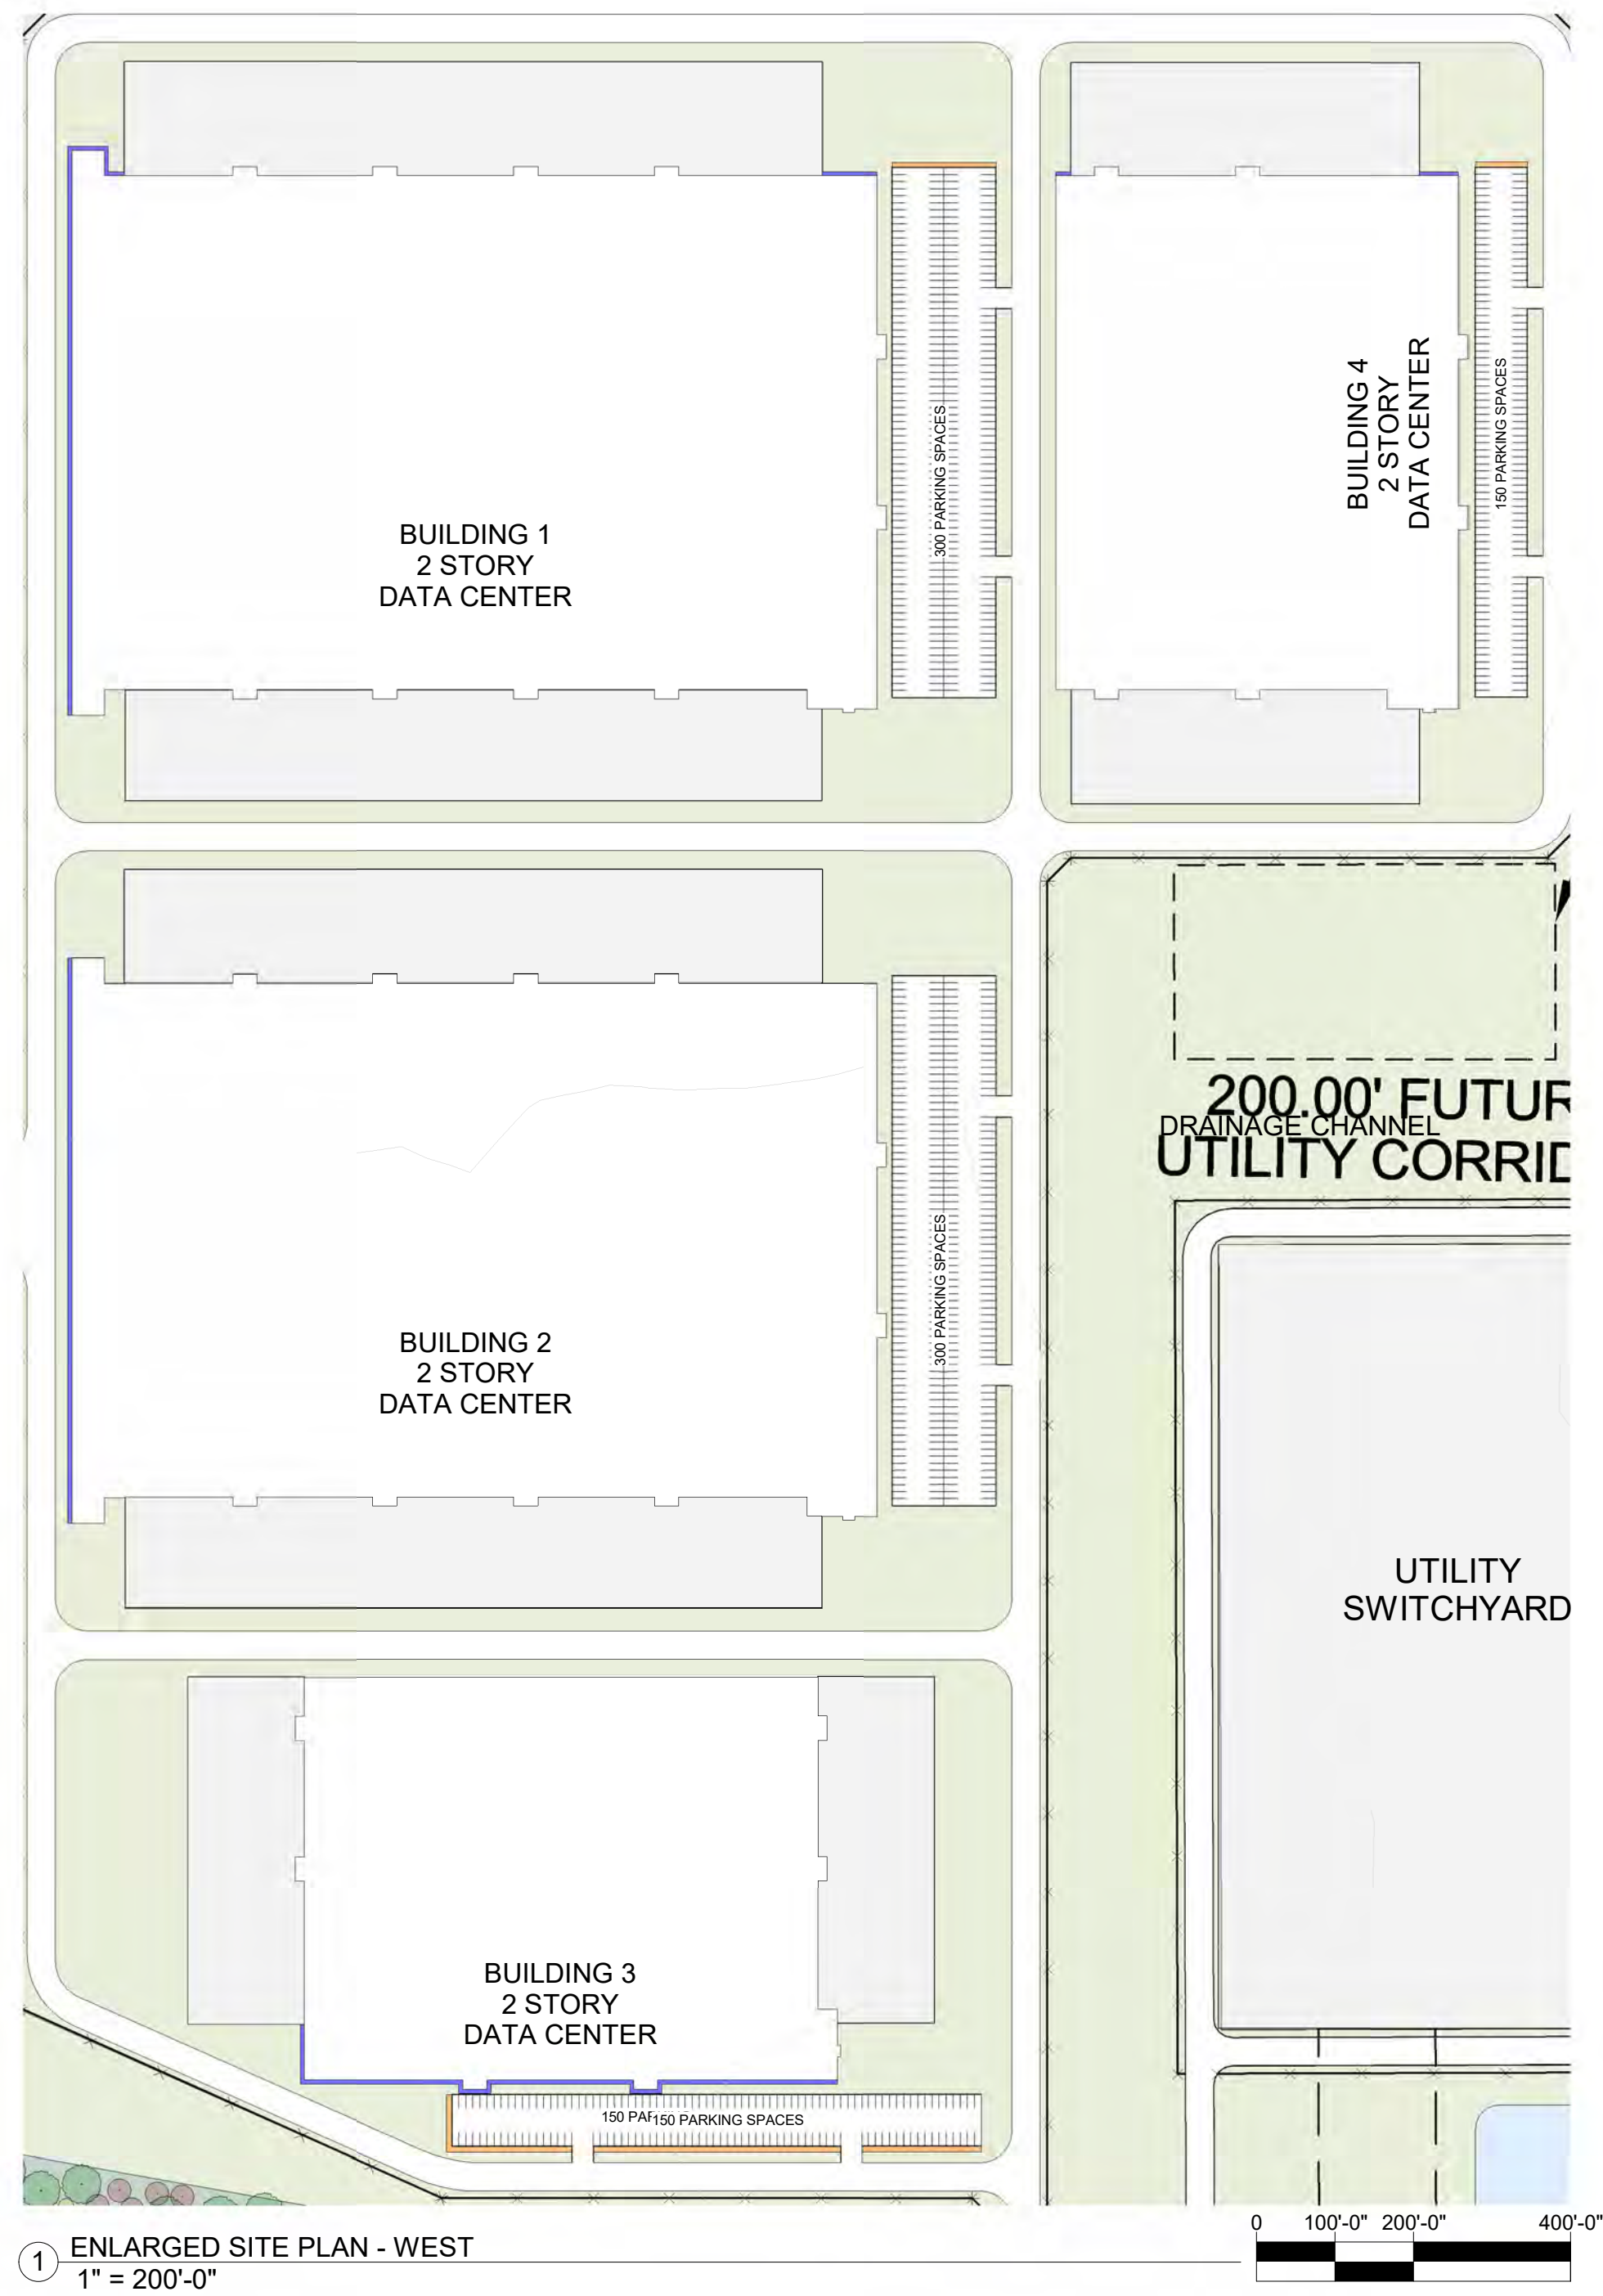 BUILDING 1
2 STORY
DATA CENTER
300 PARKING SPACES
BUILDING 4
2 STORY
DATA CENTER
150 PARKING SPACES
200.00' FUTUR
DRAINAGE CHANNEL
UTILITY CORRID
BUILDING 2
2 STORY
DATA CENTER
300 PARKING SPACES
UTILITY
SWITCHYARD
BUILDING 3
2 STORY
DATA CENTER
150 PAR
150 PARKING SPACES
1
ENLARGED SITE PLAN - WEST
1" = 200'-0"
0 100'-0" 200'-0" 400'-0"